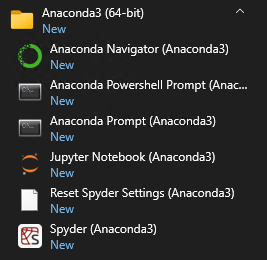 Anaconda3 (64-bit)
New
Anaconda Navigator (Anaconda3)
New
Anaconda Powershell Prompt (Anac...
New
Anaconda Prompt (Anaconda3)
New
Jupyter Notebook (Anaconda3)
New
Reset Spyder Settings (Anaconda3)
New
Spyder (Anaconda3)
New